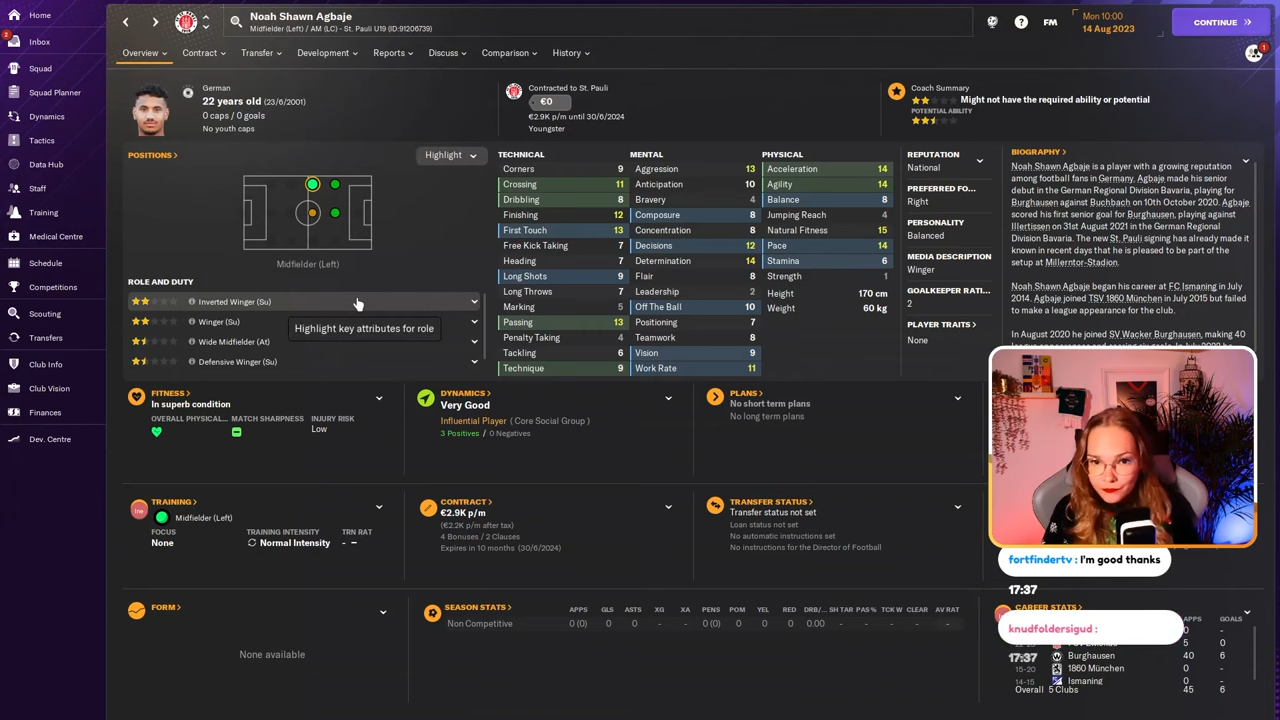 Home
2
Inbox
Squad
Squad Planner
Dynamics
Tactics
Data Hub
Staff
Training
Medical Centre
Schedule
Competitions
Scouting
Transfers
Club Info
Club Vision
Finances
Dev. Centre
Noah Shawn Agbaje
Midfielder (Left) / AM (LC) - St. Pauli U19 (ID:91206739)
?
FM
Mon 10:00
14 Aug 2023
CONTINUE
1
Overview
Contract
Transfer
Development
Reports
Discuss
Comparison
History
German
22 years old (23/6/2001)
0 caps / 0 goals
No youth caps
Contracted to St. Pauli
€0
€2.9K p/m until 30/6/2024
Youngster
Coach Summary
Might not have the required ability or potential
POTENTIAL ABILITY
POSITIONS >
Highlight
Midfielder (Left)
ROLE AND DUTY
Inverted Winger (Su)
Winger (Su)
Highlight key attributes for role
Wide Midfielder (At)
Defensive Winger (Su)
TECHNICAL
Corners 9
Crossing 11
Dribbling 8
Finishing 12
First Touch 13
Free Kick Taking 7
Heading 7
Long Shots 9
Long Throws 7
Marking 5
Passing 13
Penalty Taking 4
Tackling 6
Technique 9
MENTAL
Aggression 13
Anticipation 10
Bravery 4
Composure 8
Concentration 8
Decisions 12
Determination 14
Flair 8
Leadership 2
Off The Ball 10
Positioning 7
Teamwork 8
Vision 9
Work Rate 11
PHYSICAL
Acceleration 14
Agility 14
Balance 8
Jumping Reach 4
Natural Fitness 15
Pace 14
Stamina 6
Strength 1
Height 170 cm
Weight 60 kg
REPUTATION
National
PREFERRED FO...
Right
PERSONALITY
Balanced
MEDIA DESCRIPTION
Winger
GOALKEEPER RATI...
2
PLAYER TRAITS >
None
BIOGRAPHY >
Noah Shawn Agbaje is a player with a growing reputation
among football fans in Germany. Agbaje made his senior
debut in the German Regional Division Bavaria, playing for
Burghausen against Buchbach on 10th October 2020. Agbaje
scored his first senior goal for Burghausen, playing against
Illertissen on 31st August 2021 in the German Regional
Division Bavaria. The new St. Pauli signing has already made it
known in recent days that he is pleased to be part of the
setup at Millerntor-Stadion.
Noah Shawn Agbaje began his career at FC Ismaning in
July 2014. Agbaje joined TSV 1860 München in July 2015 but failed
to make a league appearance for the club.
In August 2020 he joined SV Wacker Burghausen, making 40
FITNESS >
In superb condition
OVERALL PHYSICAL...
MATCH SHARPNESS
INJURY RISK
Low
DYNAMICS >
Very Good
Influential Player ( Core Social Group )
3 Positives / 0 Negatives
PLANS >
No short term plans
No long term plans
TRAINING >
Ine
Midfielder (Left)
FOCUS
None
TRAINING INTENSITY
Normal Intensity
TRN RAT
- -
CONTRACT >
€2.9K p/m
(€2.2K p/m after tax)
4 Bonuses / 2 Clauses
Expires in 10 months (30/6/2024)
TRANSFER STATUS >
Transfer status not set
Loan status not set
No automatic instructions set
No instructions for the Director of Football
fortfindertv : I'm good thanks
17:37
knudfoldersigud :
17:37
FORM >
None available
SEASON STATS >
APPS GLS ASTS XG XA PENS POM YEL RED DRB/... SH TAR PAS % TCK W CLEAR AV RAT
Non Competitive 0 (0) 0 0 - - 0 (0) 0 0 0 0.00 - - - - -
CAREER STATS >
APPS GOALS
0 -
5 0
Burghausen 40 6
15-20 1860 München 0 -
14-15 Ismaning 0 -
Overall 5 Clubs 45 6